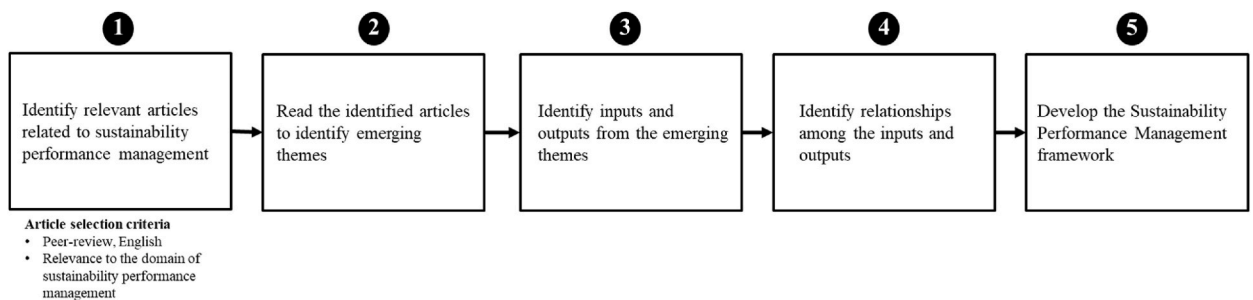 1
Identify relevant articles
related to sustainability
performance management
2
Read the identified articles
to identify emerging
themes
3
Identify inputs and
outputs from the emerging
themes
4
Identify relationships
among the inputs and
outputs
5
Develop the Sustainability
Performance Management
framework
Article selection criteria
• Peer-review, English
• Relevance to the domain of
sustainability performance
management